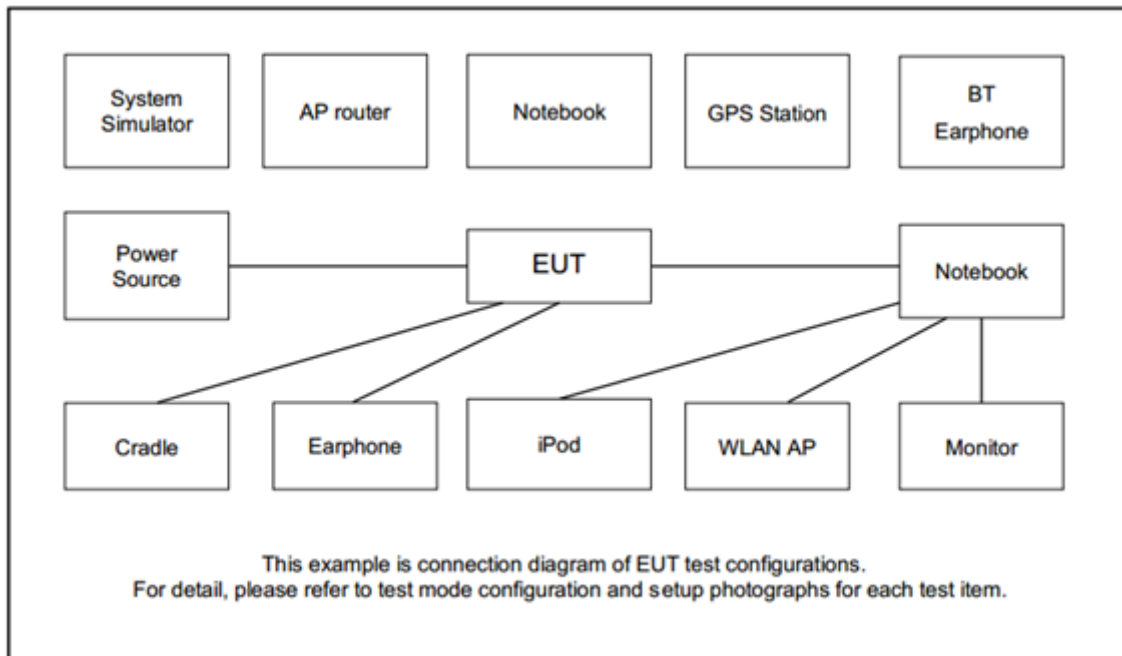 System
Simulator
AP router
Notebook
GPS Station
BT
Earphone
Power
Source
EUT
Notebook
Cradle
Earphone
iPod
WLAN AP
Monitor
This example is connection diagram of EUT test configurations.
For detail, please refer to test mode configuration and setup photographs for each test item.